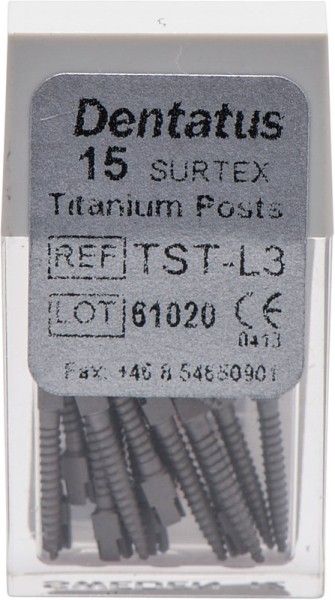 Dentatus
15 SURTEX
Titanium Posts
REF TST-L3
LOT 61020 CE
0413
Fax: +46 8 54650901